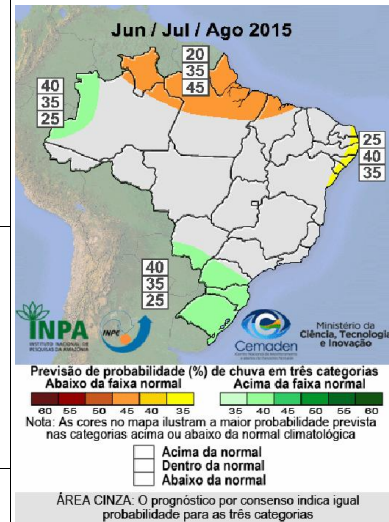 Jun / Jul / Ago 2015
20
35
45
40
35
25
25
40
35
40
35
25
INPA
INSTITUTO NACIONAL DE
PESQUISAS DA AMAZÔNIA
INPE
Cemaden
Ministério da
Ciência, Tecnologia
e Inovação
Previsão de probabilidade (%) de chuva em três categorias
Abaixo da faixa normal Acima da faixa normal
60 55 50 45 40 35 35 40 45 50 55 60
Nota: As cores no mapa ilustram a maior probabilidade prevista
nas categorias acima ou abaixo da normal climatológica
Acima da normal
Dentro da normal
Abaixo da normal
ÁREA CINZA: O prognóstico por consenso indica igual
probabilidade para as três categorias